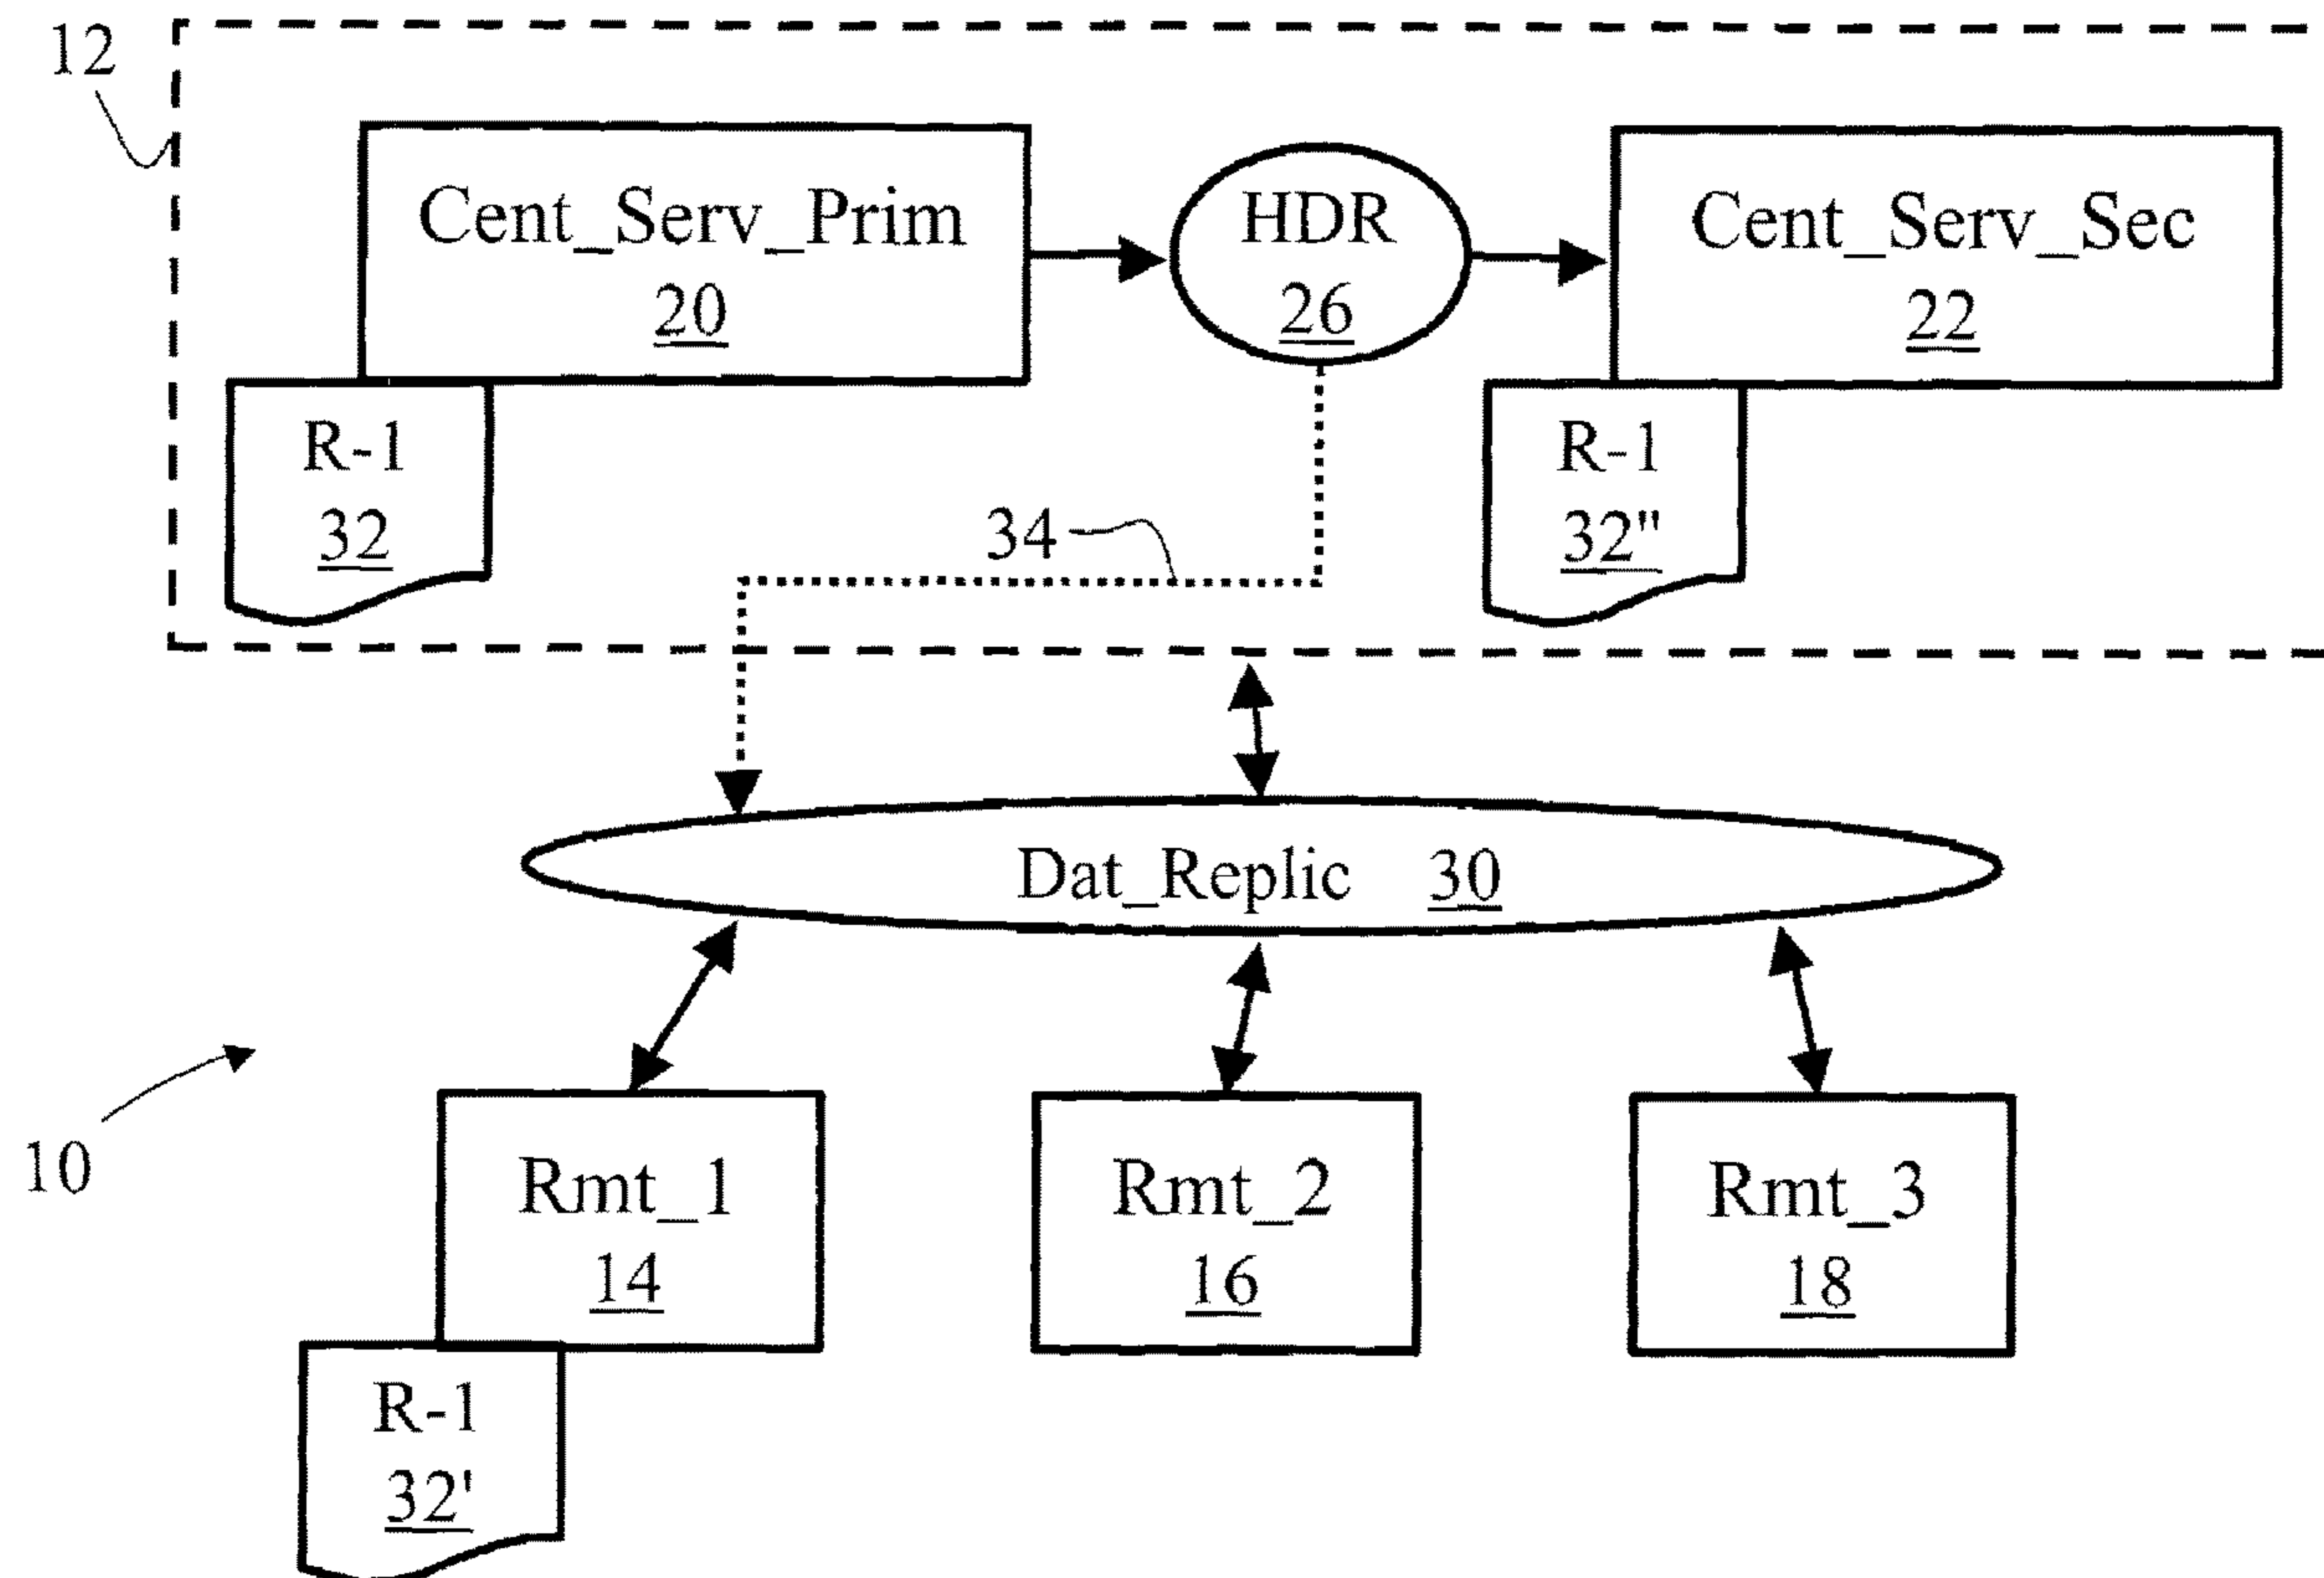 12
Cent_Serv_Prim
20
HDR
26
Cent_Serv_Sec
22
R-1
32
34
R-1
32"
Dat_Replic 30
10
Rmt_1
14
Rmt_2
16
Rmt_3
18
R-1
32'